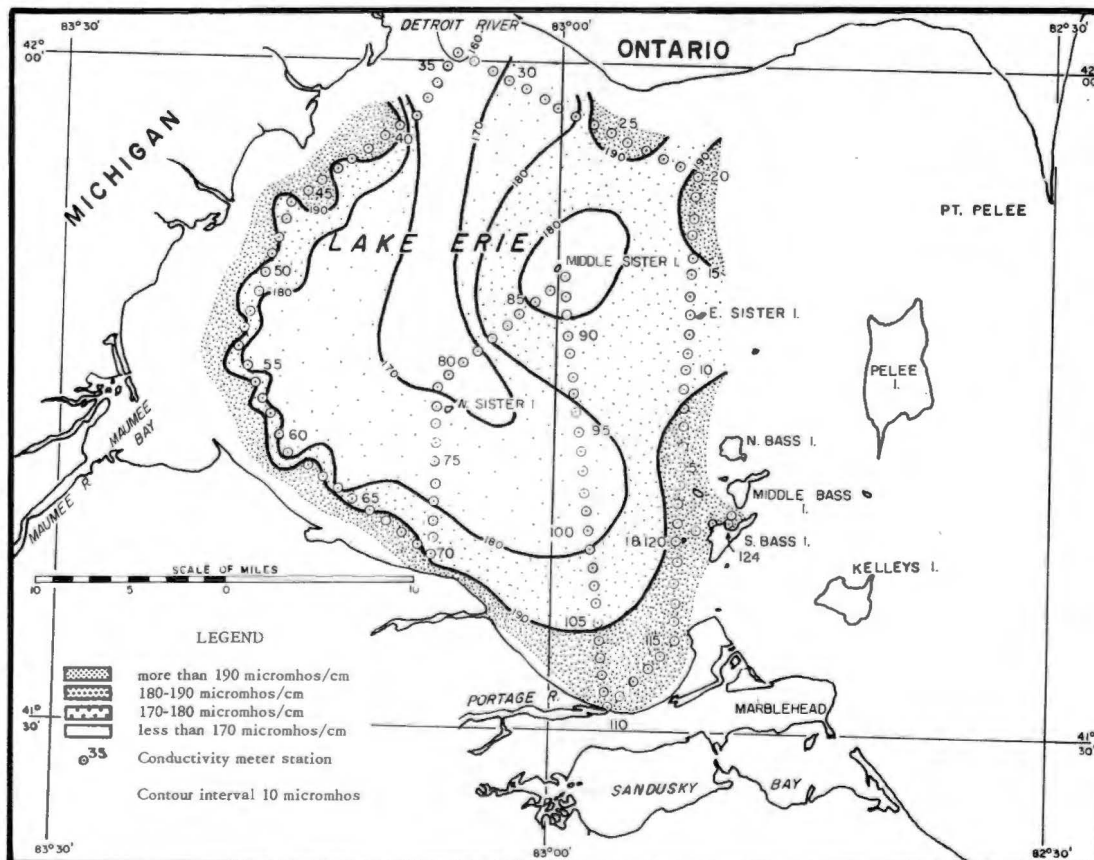 83°30'
DETROIT RIVER
83°00'
82°30'
42°
00'
ONTARIO
42°
00'
160
35
30
MICHIGAN
170
25
40
190
190
20
180
45
190
PT. PELEE
LAKE ERIE
180
MIDDLE SISTER I.
15
50
180
85
E. SISTER I.
90
80
55
170
10
PELEE
I.
W. SISTER I.
MAUMEE
BAY
60
95
N. BASS I.
75
5
MIDDLE BASS
I.
MAUMEE R.
65
100
180
18
120
S. BASS I.
124
70
SCALE OF MILES
10
5
0
10
KELLEYS I.
190
105
115
LEGEND
more than 190 micromhos/cm
180-190 micromhos/cm
170-180 micromhos/cm
less than 170 micromhos/cm
35
Conductivity meter station
Contour interval 10 micromhos
PORTAGE R.
110
MARBLEHEAD
41°
30'
41°
30'
SANDUSKY BAY
83°30'
83°00'
82°30'